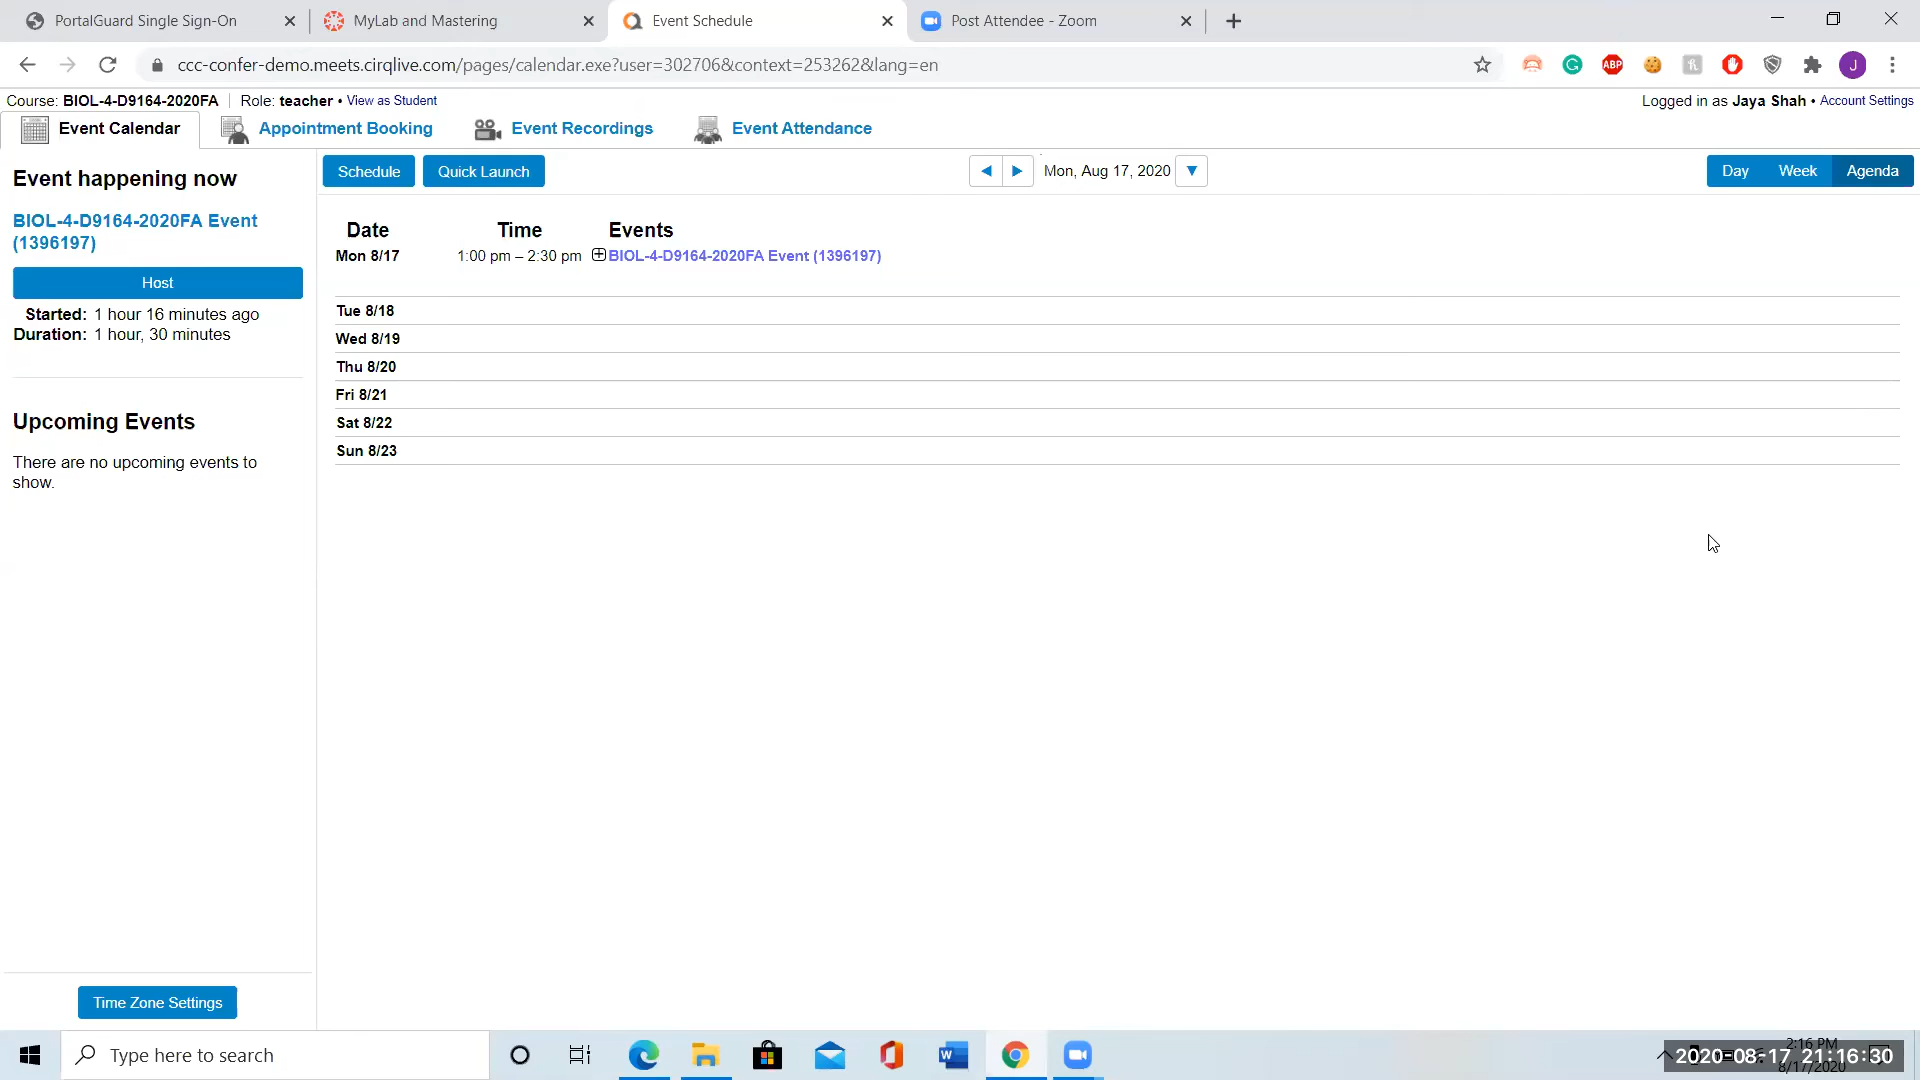 PortalGuard Single Sign-On
MyLab and Mastering
Event Schedule
Post Attendee - Zoom
ccc-confer-demo.meets.cirqlive.com/pages/calendar.exe?user=302706&context=253262&lang=en
ABP
J
Course: BIOL-4-D9164-2020FA
Role: teacher • View as Student
Logged in as Jaya Shah • Account Settings
Event Calendar
Appointment Booking
Event Recordings
Event Attendance
Event happening now
BIOL-4-D9164-2020FA Event
(1396197)
Host
Started: 1 hour 16 minutes ago
Duration: 1 hour, 30 minutes
Upcoming Events
There are no upcoming events to
show.
Time Zone Settings
Schedule
Quick Launch
Mon, Aug 17, 2020
Day
Week
Agenda
Date Time Events
Mon 8/17 1:00 pm – 2:30 pm BIOL-4-D9164-2020FA Event (1396197)
Tue 8/18
Wed 8/19
Thu 8/20
Fri 8/21
Sat 8/22
Sun 8/23
Type here to search
2:16 PM
8/17/2020
2020-08-17 21:16:30